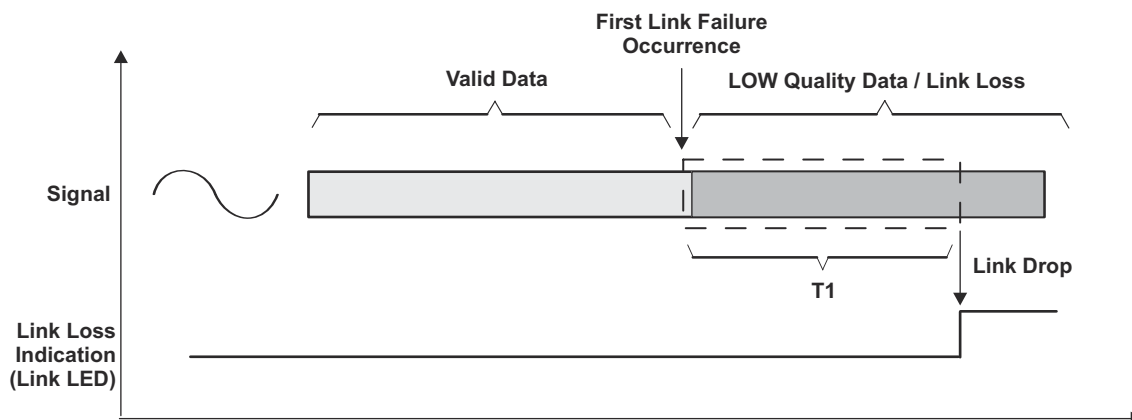 First Link Failure
Occurrence
Valid Data
LOW Quality Data / Link Loss
Signal
T1
Link Drop
Link Loss
Indication
(Link LED)